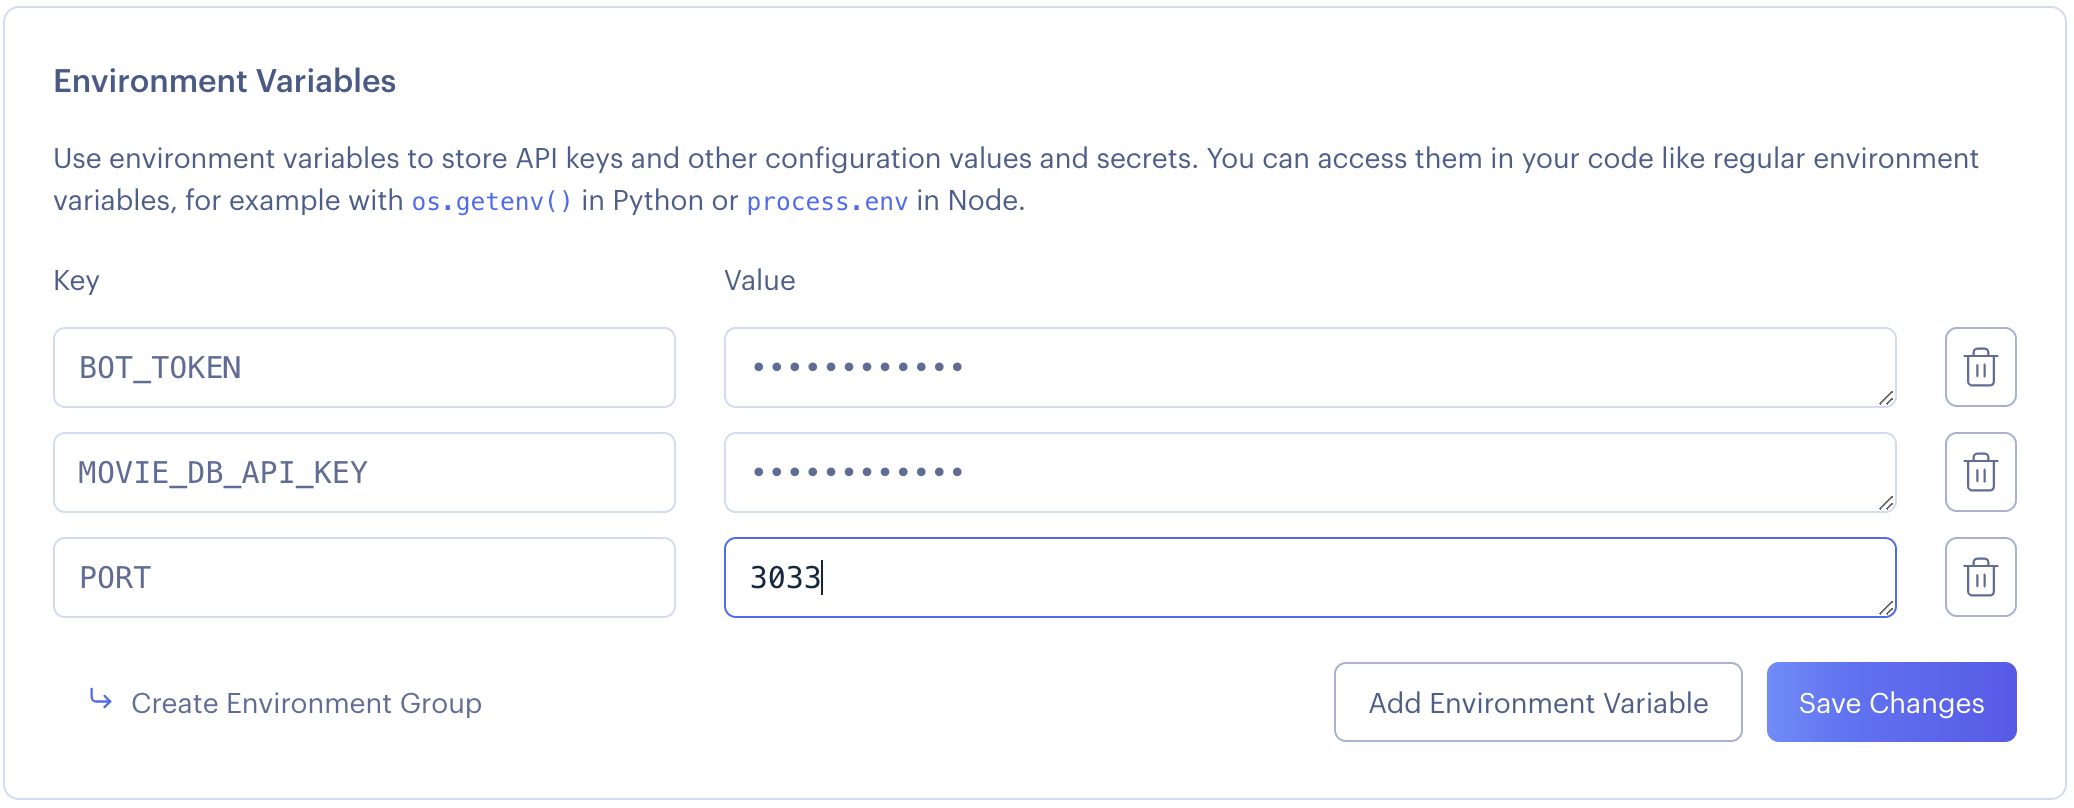 Environment Variables
Use environment variables to store API keys and other configuration values and secrets. You can access them in your code like regular environment
variables, for example with os.getenv() in Python or process.env in Node.
Key Value
BOT_TOKEN ••••••••••••
MOVIE_DB_API_KEY ••••••••••••
PORT 3033
Create Environment Group Add Environment Variable Save Changes